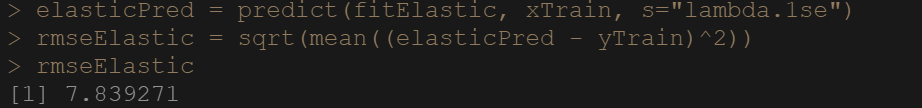 > elasticPred = predict(fitElastic, xTrain, s="lambda.1se")
> rmseElastic = sqrt(mean((elasticPred - yTrain)^2))
> rmseElastic
[1] 7.839271